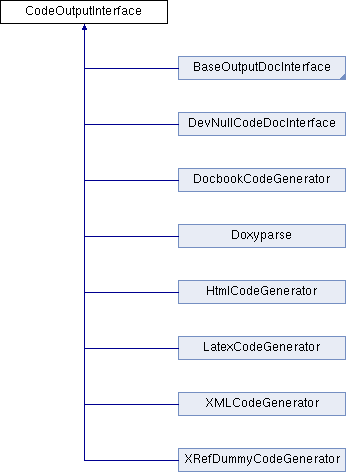 CodeOutputInterface
BaseOutputDocInterface
DevNullCodeDocInterface
DocbookCodeGenerator
Doxyparse
HtmlCodeGenerator
LatexCodeGenerator
XMLCodeGenerator
XRefDummyCodeGenerator